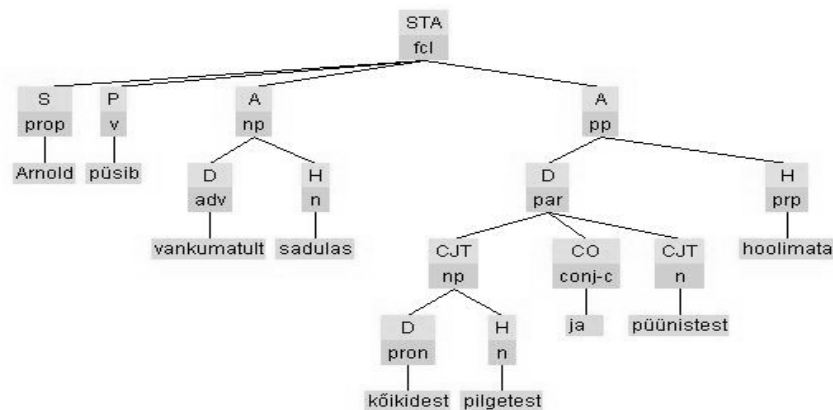 STA
fcl
S P A A
prop v np pp
Arnold püsib D H D H
adv n par prp
vankumatult sadulas CJT CO CJT hoolimata
np conj-c n
D H ja püünistest
pron n
kõikidest pilgetest